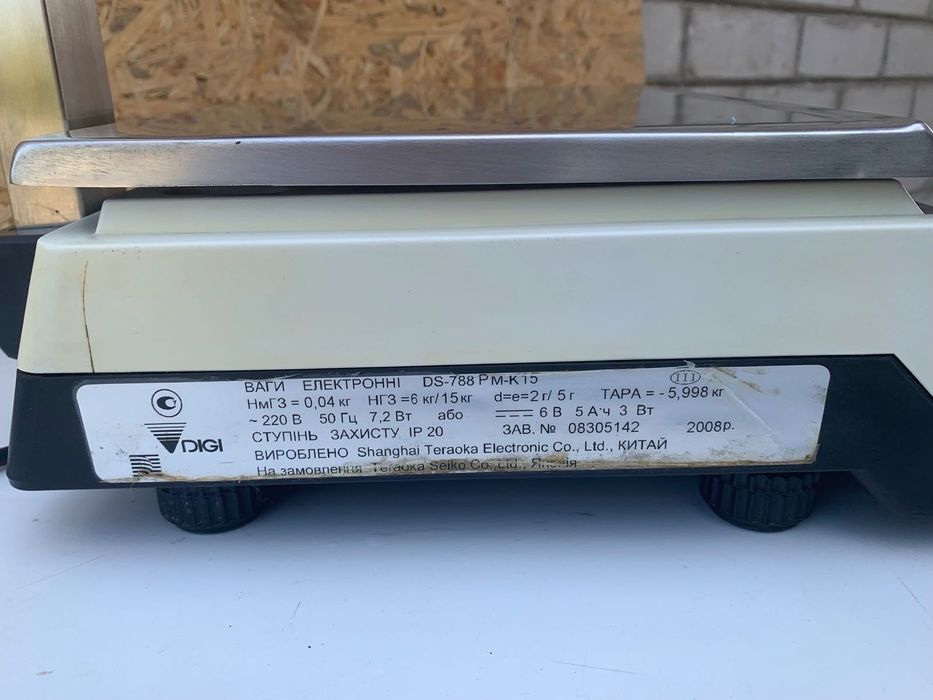 ВАГИ ЕЛЕКТРОННІ DS-788 PM-K15 III
НмГЗ = 0,04 кг НГЗ =6 кг/15 кг d=e=2 г/ 5 г ТАРА = - 5,998 кг
~ 220 В 50 Гц 7,2 Вт або 6 В 5 А·ч 3 Вт
СТУПІНЬ ЗАХИСТУ IP 20 ЗАВ. № 08305142 2008р.
ВИРОБЛЕНО Shanghai Teraoka Electronic Co., Ltd., КИТАЙ
На замовлення Teraoka Seiko Co., Ltd., Японія
DIGI